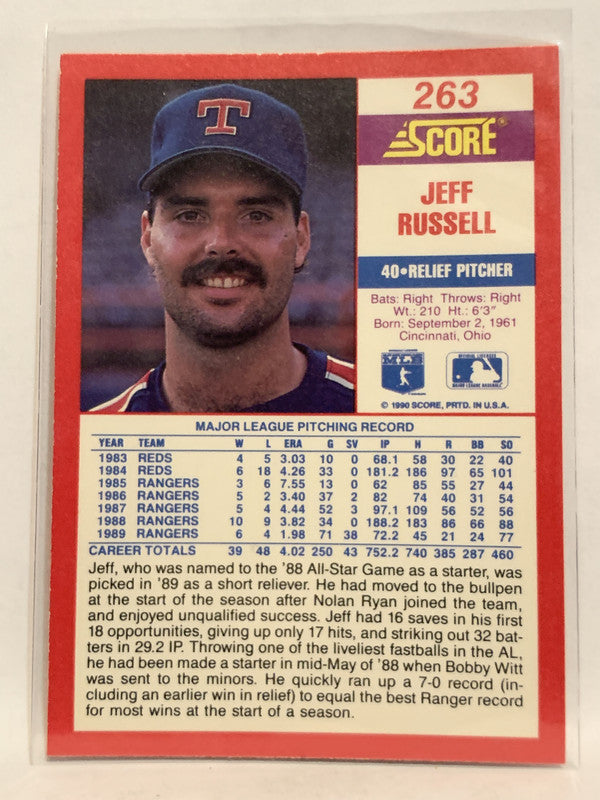 T
263
SCORE®
JEFF
RUSSELL
40•RELIEF PITCHER
Bats: Right Throws: Right
Wt.: 210 Ht.: 6'3"
Born: September 2, 1961
Cincinnati, Ohio
© 1990 SCORE, PRTD. IN U.S.A.
MAJOR LEAGUE PITCHING RECORD
YEAR TEAM W L ERA G SV IP H R BB SO
1983 REDS 4 5 3.03 10 0 68.1 58 30 22 40
1984 REDS 6 18 4.26 33 0 181.2 186 97 65 101
1985 RANGERS 3 6 7.55 13 0 62 85 55 27 44
1986 RANGERS 5 2 3.40 37 2 82 74 40 31 54
1987 RANGERS 5 4 4.44 52 3 97.1 109 56 52 56
1988 RANGERS 10 9 3.82 34 0 188.2 183 86 66 88
1989 RANGERS 6 4 1.98 71 38 72.2 45 21 24 77
CAREER TOTALS 39 48 4.02 250 43 752.2 740 385 287 460
Jeff, who was named to the '88 All-Star Game as a starter, was
picked in '89 as a short reliever. He had moved to the bullpen
at the start of the season after Nolan Ryan joined the team,
and enjoyed unqualified success. Jeff had 16 saves in his first
18 opportunities, giving up only 17 hits, and striking out 32 bat-
ters in 29.2 IP. Throwing one of the liveliest fastballs in the AL,
he had been made a starter in mid-May of '88 when Bobby Witt
was sent to the minors. He quickly ran up a 7-0 record (in-
cluding an earlier win in relief) to equal the best Ranger record
for most wins at the start of a season.